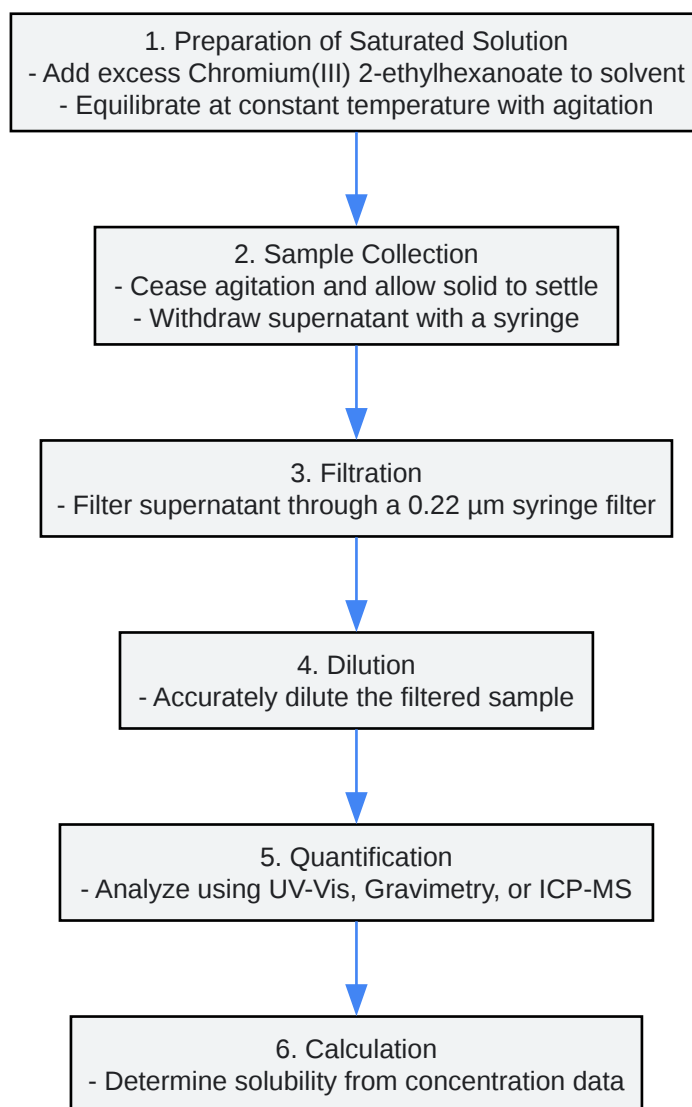 1. Preparation of Saturated Solution
- Add excess Chromium(III) 2-ethylhexanoate to solvent
- Equilibrate at constant temperature with agitation
2. Sample Collection
- Cease agitation and allow solid to settle
- Withdraw supernatant with a syringe
3. Filtration
- Filter supernatant through a 0.22 µm syringe filter
4. Dilution
- Accurately dilute the filtered sample
5. Quantification
- Analyze using UV-Vis, Gravimetry, or ICP-MS
6. Calculation
- Determine solubility from concentration data